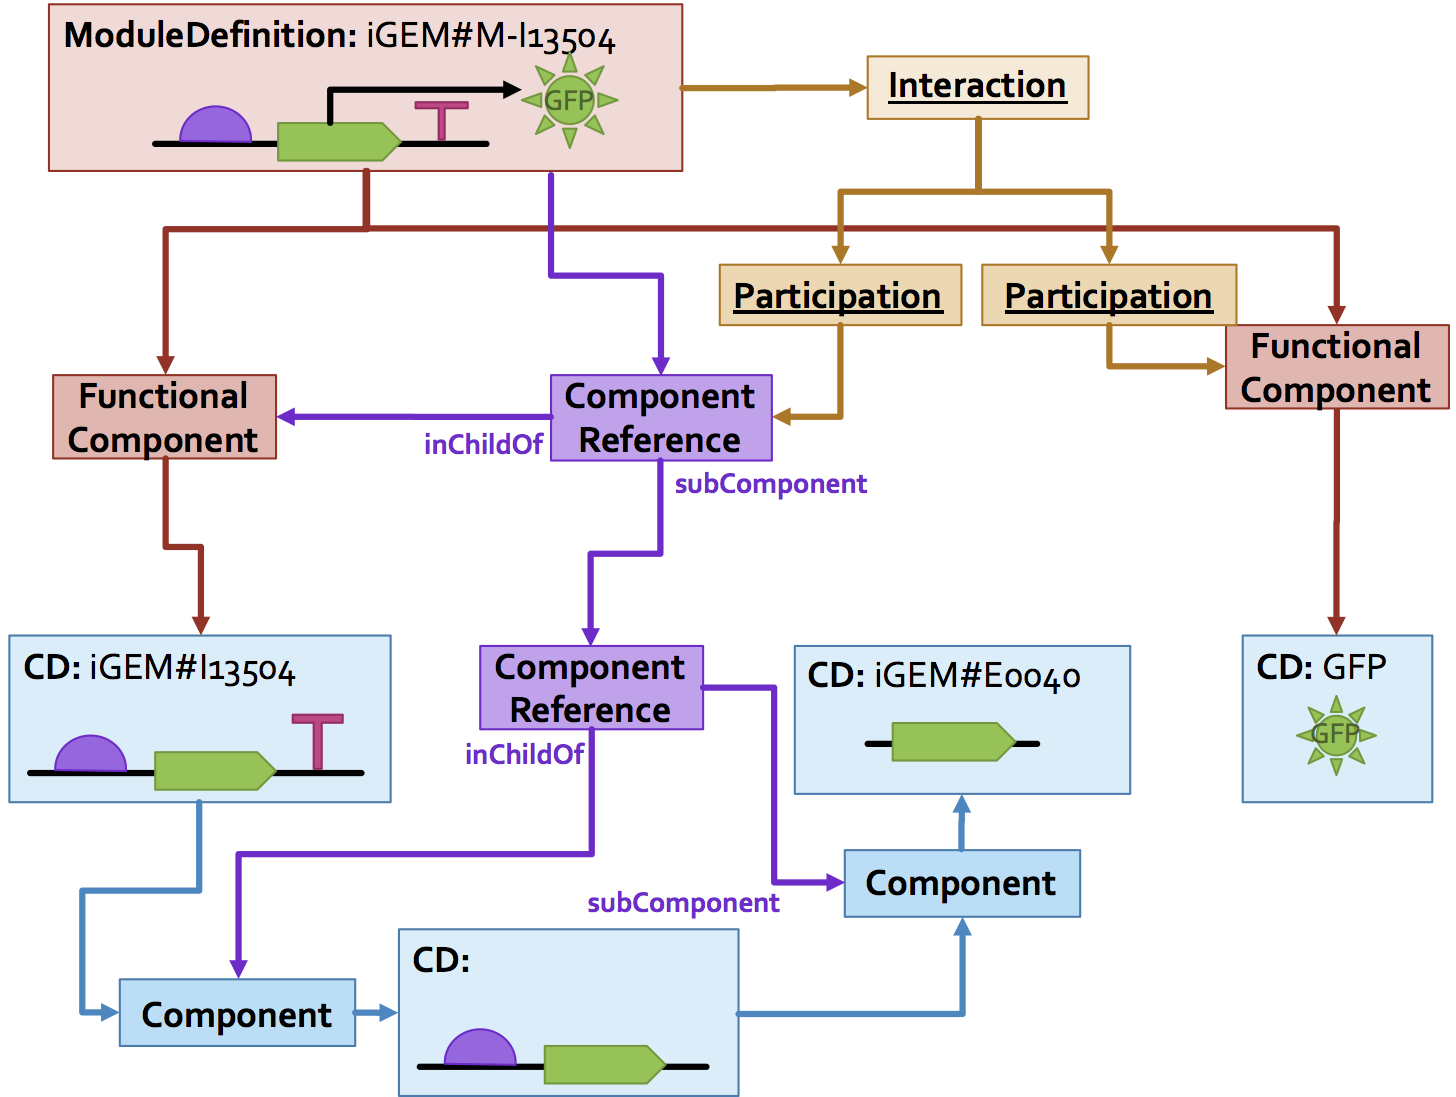 ModuleDefinition: iGEM#M-I13504
GFP
Interaction
Participation
Participation
Functional
Component
Component
Reference
Functional
Component
inChildOf
subComponent
CD: iGEM#I13504
Component
Reference
CD: iGEM#E0040
CD: GFP
GFP
inChildOf
Component
subComponent
CD:
Component